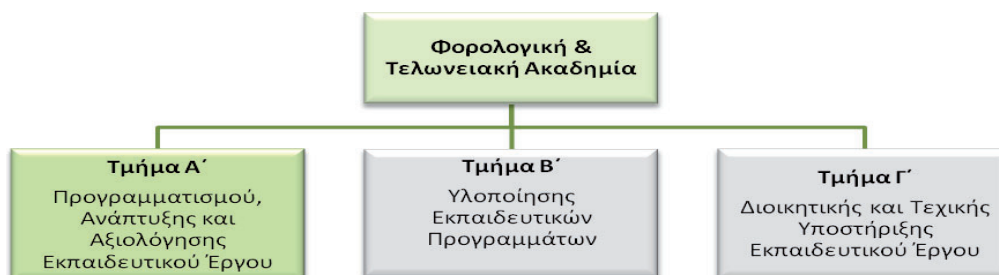 Φορολογική &
Τελωνειακή Ακαδημία
Τμήμα Α΄
Προγραμματισμού,
Ανάπτυξης και
Αξιολόγησης
Εκπαιδευτικού Έργου
Τμήμα Β΄
Υλοποίησης
Εκπαιδευτικών
Προγραμμάτων
Τμήμα Γ΄
Διοικητικής και Τεχικής
Υποστήριξης
Εκπαιδευτικού Έργου